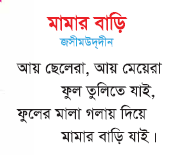 মামার বাড়ি
জসীমউদ্‌দীন
আয় ছেলেরা, আয় মেয়েরা
ফুল তুলিতে যাই,
ফুলের মালা গলায় দিয়ে
মামার বাড়ি যাই।